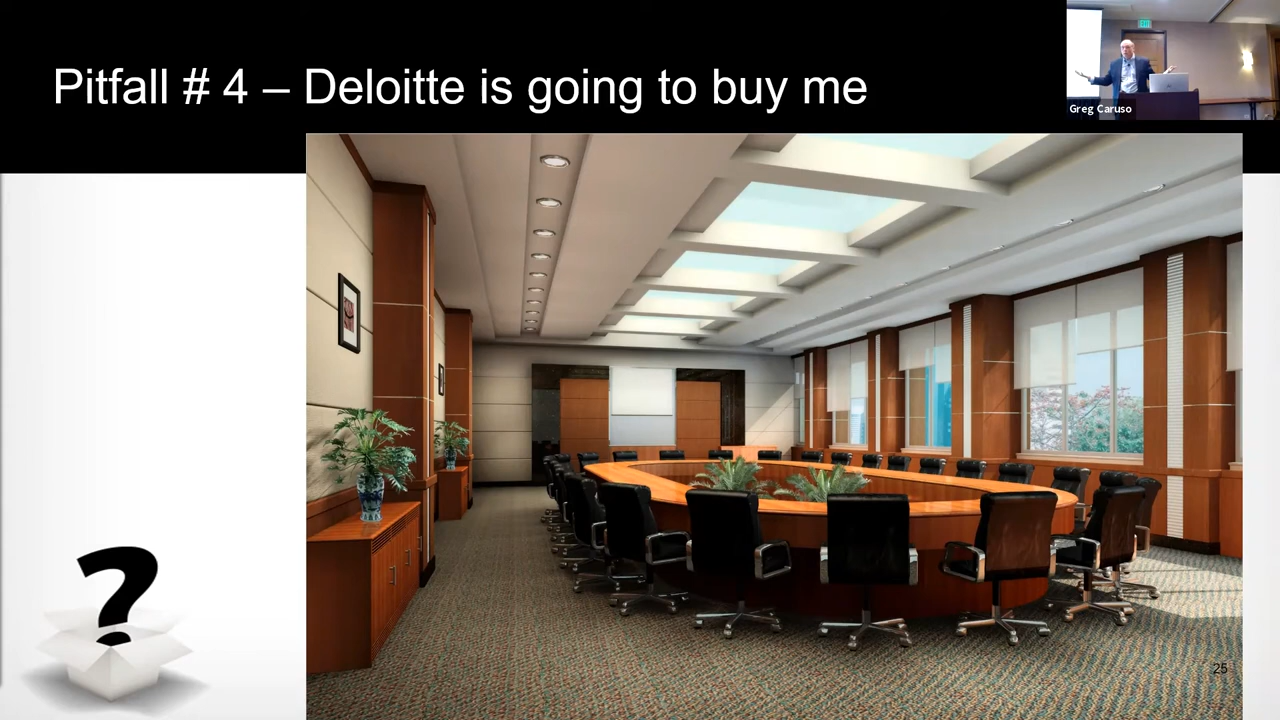 Pitfall # 4 – Deloitte is going to buy me
Greg Caruso
?
25